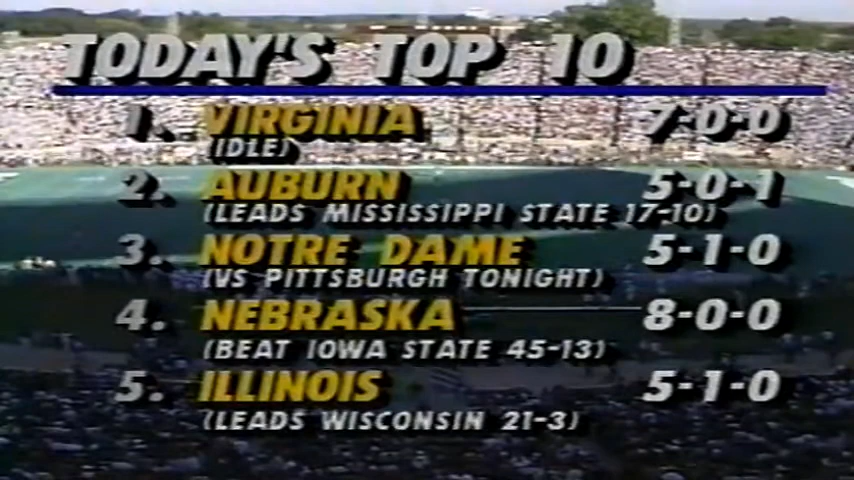 TODAY'S TOP 10
1. VIRGINIA 7-0-0
(IDLE)
2. AUBURN 5-0-1
(LEADS MISSISSIPPI STATE 17-10)
3. NOTRE DAME 5-1-0
(VS PITTSBURGH TONIGHT)
4. NEBRASKA 8-0-0
(BEAT IOWA STATE 45-13)
5. ILLINOIS 5-1-0
(LEADS WISCONSIN 21-3)